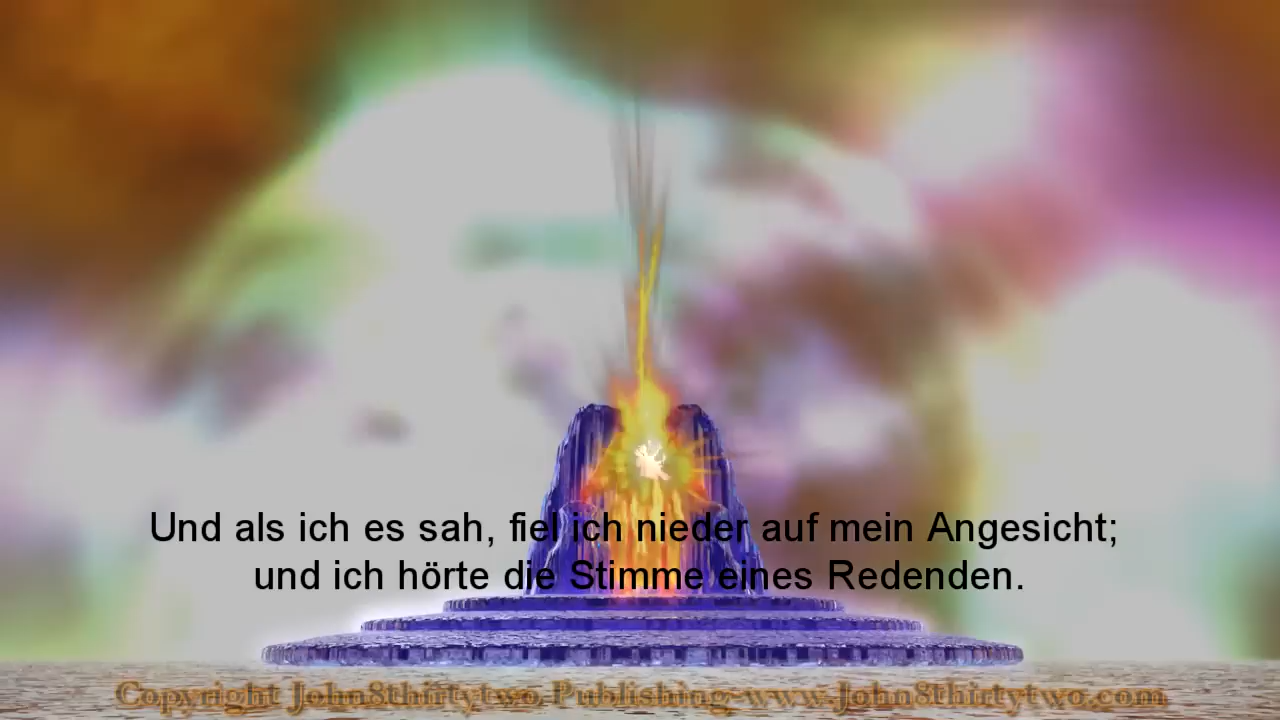 Und als ich es sah, fiel ich nieder auf mein Angesicht;
und ich hörte die Stimme eines Redenden.
Copyright John8thirtytwo Publishing-www.John8thirtytwo.com